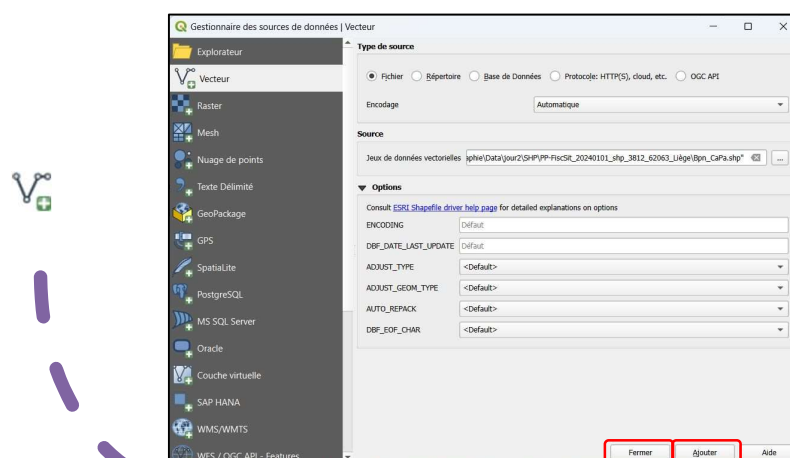 Gestionnaire des sources de données | Vecteur
Explorateur
Vecteur
Raster
Mesh
Nuage de points
Texte Délimité
GeoPackage
GPS
SpatiaLite
PostgreSQL
MS SQL Server
Oracle
Couche virtuelle
SAP HANA
WMS/WMTS
WFS / OGC API - Features
Type de source
Fichier Répertoire Base de Données Protocole: HTTP(S), cloud, etc. OGC API
Encodage Automatique
Source
Jeux de données vectorielles aphie\Data\jour2\SHP\PP-FiscSit_20240101_shp_3812_62063_Liège\Bpn_CaPa.shp" ...
Options
Consult ESRI Shapefile driver help page for detailed explanations on options
ENCODING Défaut
DBF_DATE_LAST_UPDATE Défaut
ADJUST_TYPE <Default>
ADJUST_GEOM_TYPE <Default>
AUTO_REPACK <Default>
DBF_EOF_CHAR <Default>
Fermer Ajouter Aide